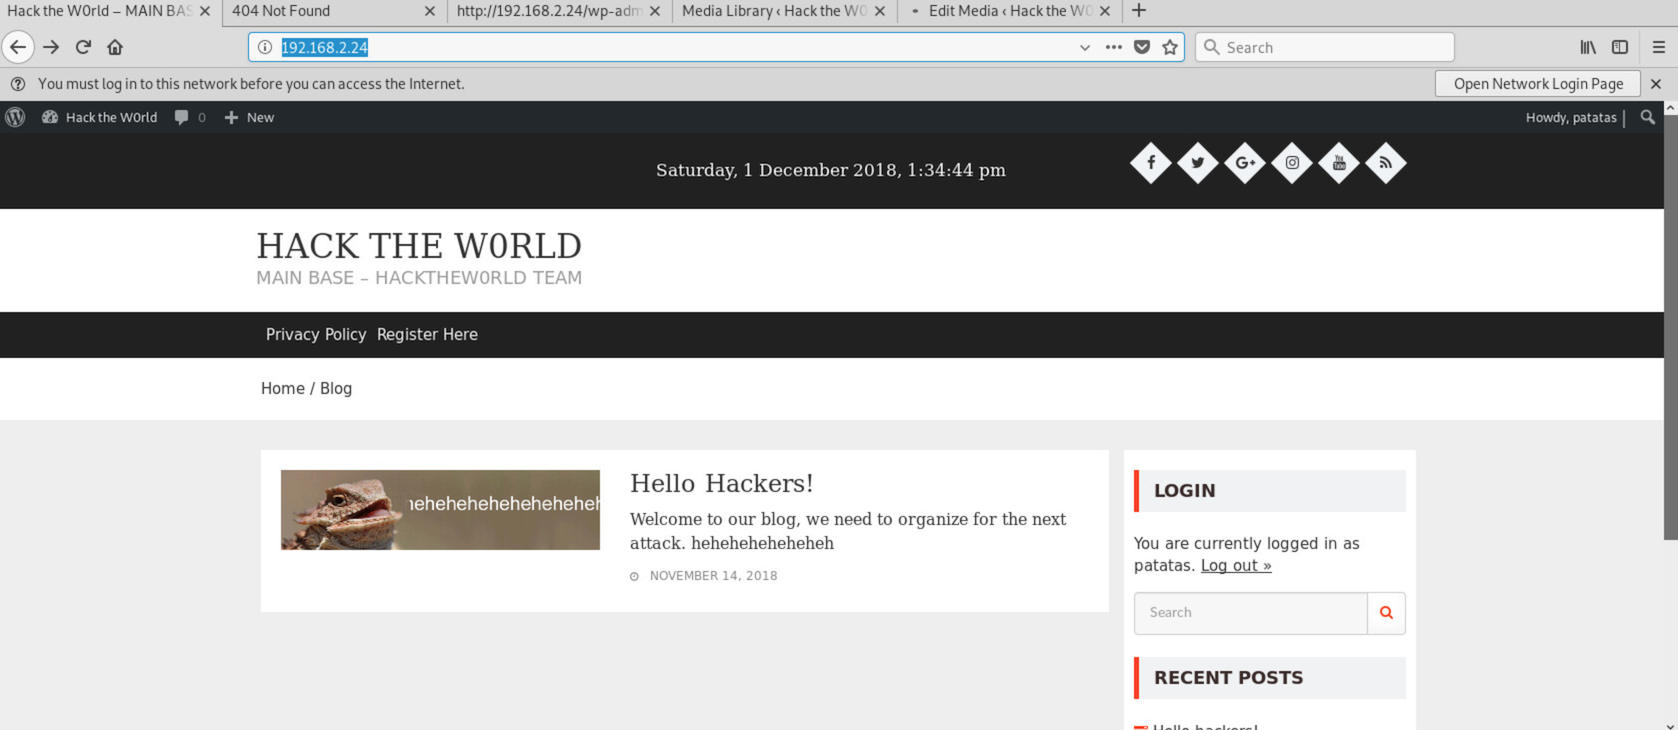 Hack the W0rld – MAIN BAS
404 Not Found
http://192.168.2.24/wp-adm
Media Library ‹ Hack the W0
Edit Media ‹ Hack the W0
192.168.2.24
Search
You must log in to this network before you can access the Internet.
Open Network Login Page
Hack the W0rld
0
New
Howdy, patatas
Saturday, 1 December 2018, 1:34:44 pm
HACK THE W0RLD
MAIN BASE – HACKTHEW0RLD TEAM
Privacy Policy Register Here
Home / Blog
hehehehehehehehehe
Hello Hackers!
Welcome to our blog, we need to organize for the next
attack. heheheheheheheh
NOVEMBER 14, 2018
LOGIN
You are currently logged in as
patatas. Log out »
Search
RECENT POSTS
Hello hackers!